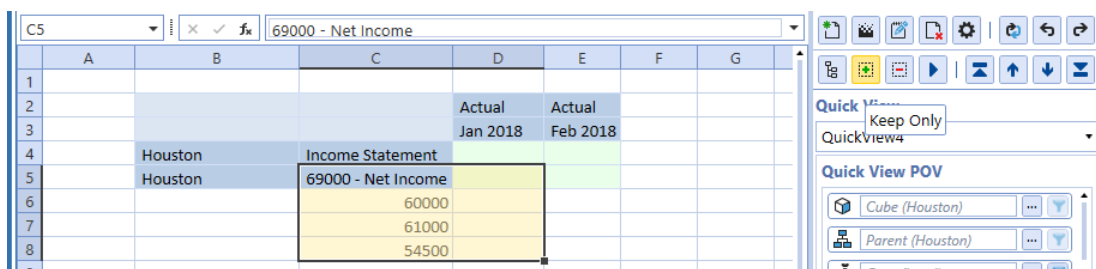 C5 fx 69000 - Net Income
A B C D E F G
1
2 Actual Actual
3 Jan 2018 Feb 2018
4 Houston Income Statement
5 Houston 69000 - Net Income
6 60000
7 61000
8 54500
Quick View
Keep Only
QuickView4
Quick View POV
Cube (Houston) ...
Parent (Houston) ...